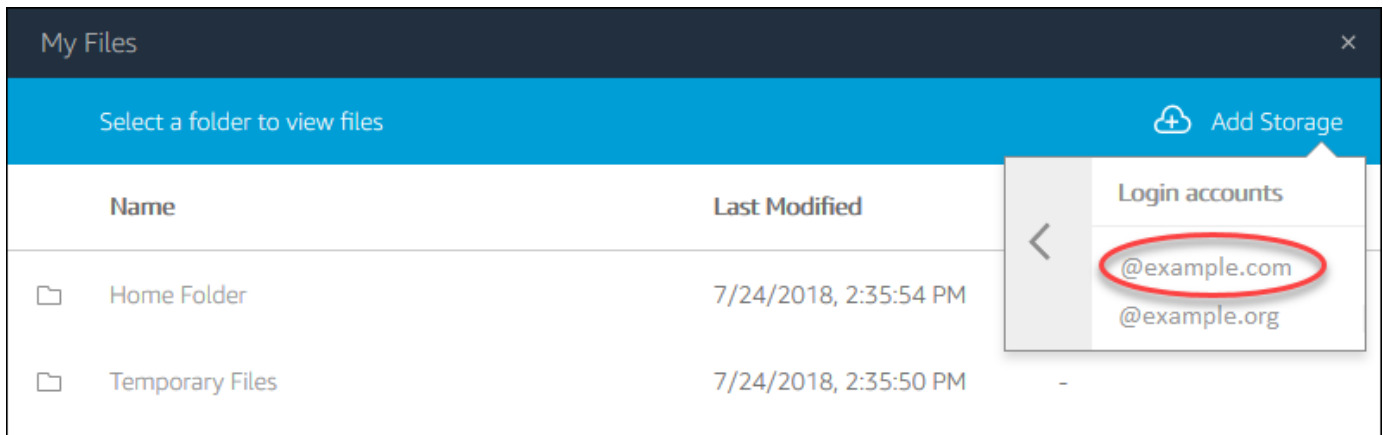 My Files
Select a folder to view files
Add Storage
Name
Last Modified
Login accounts
@example.com
@example.org
Home Folder
7/24/2018, 2:35:54 PM
Temporary Files
7/24/2018, 2:35:50 PM
-